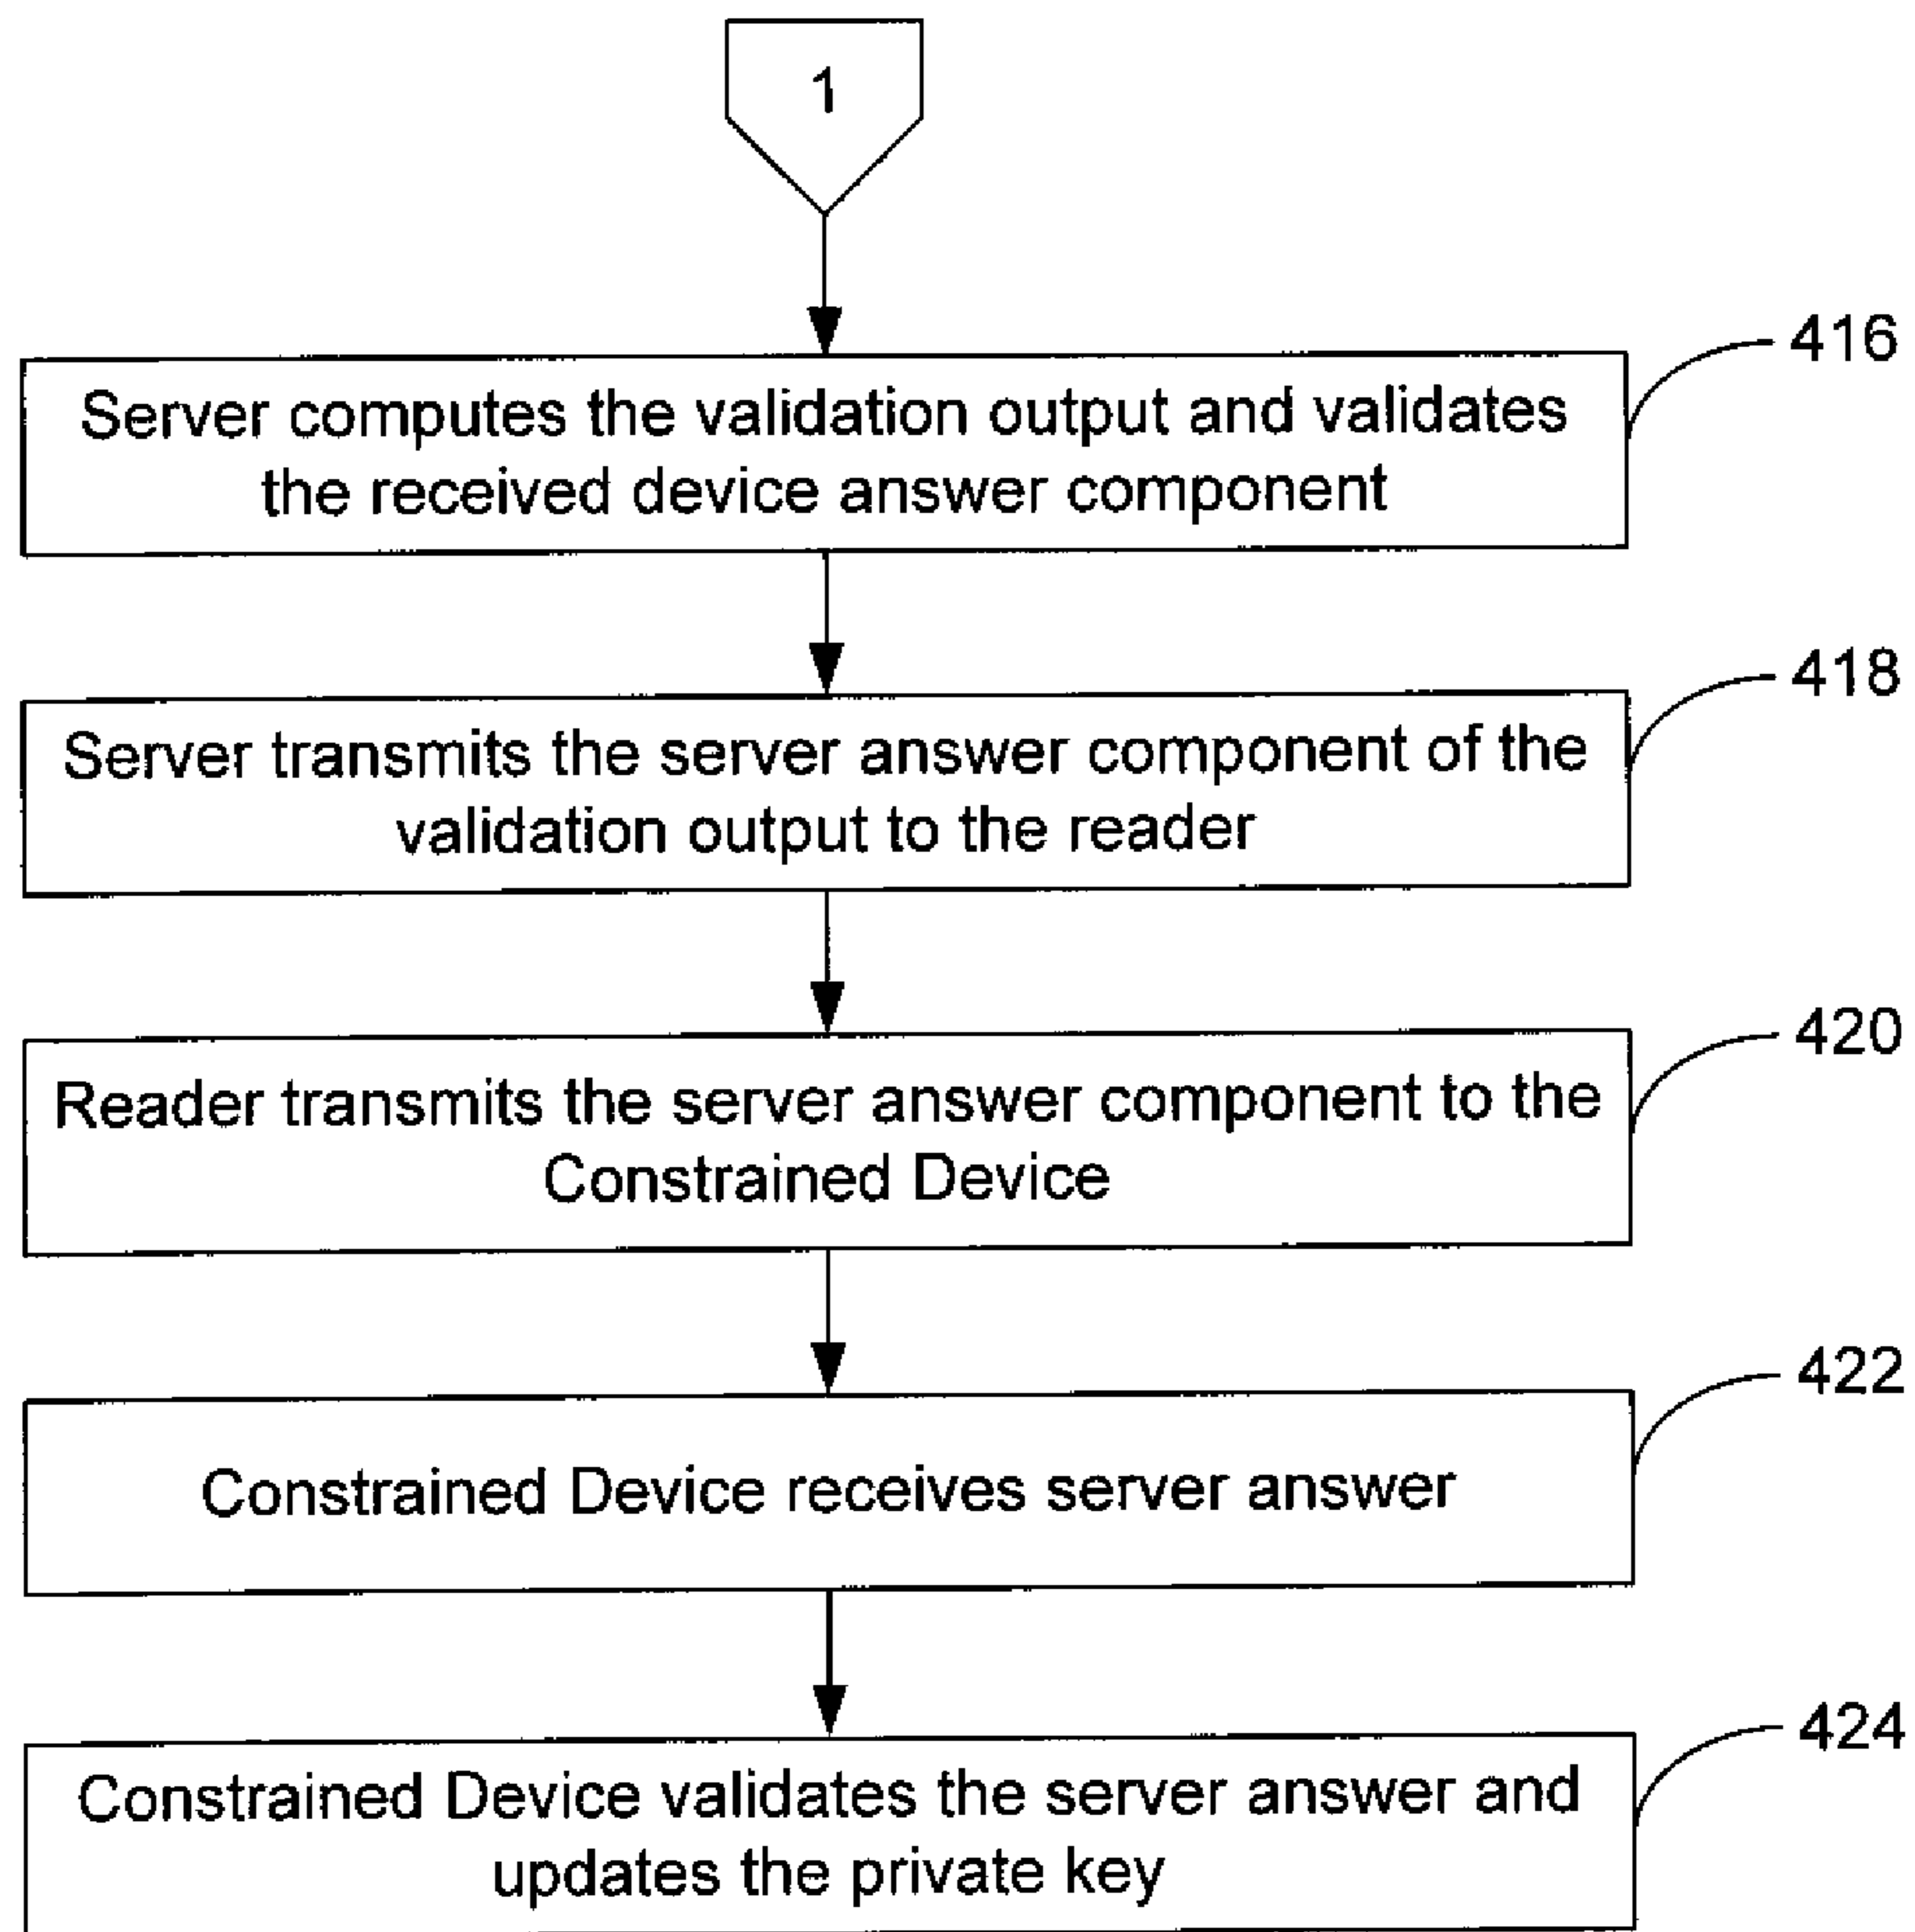 1
416
Server computes the validation output and validates
the received device answer component
418
Server transmits the server answer component of the
validation output to the reader
420
Reader transmits the server answer component to the
Constrained Device
422
Constrained Device receives server answer
424
Constrained Device validates the server answer and
updates the private key